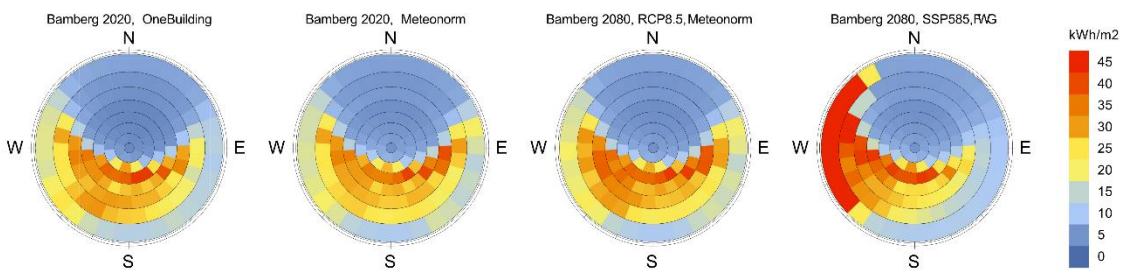 Bamberg 2020, OneBuilding
Bamberg 2020, Meteonorm
Bamberg 2080, RCP8.5, Meteonorm
Bamberg 2080, SSP585, FWG
N
N
N
N
kWh/m2
45
40
35
30
25
20
15
10
5
0
W
E
W
E
W
E
W
E
S
S
S
S